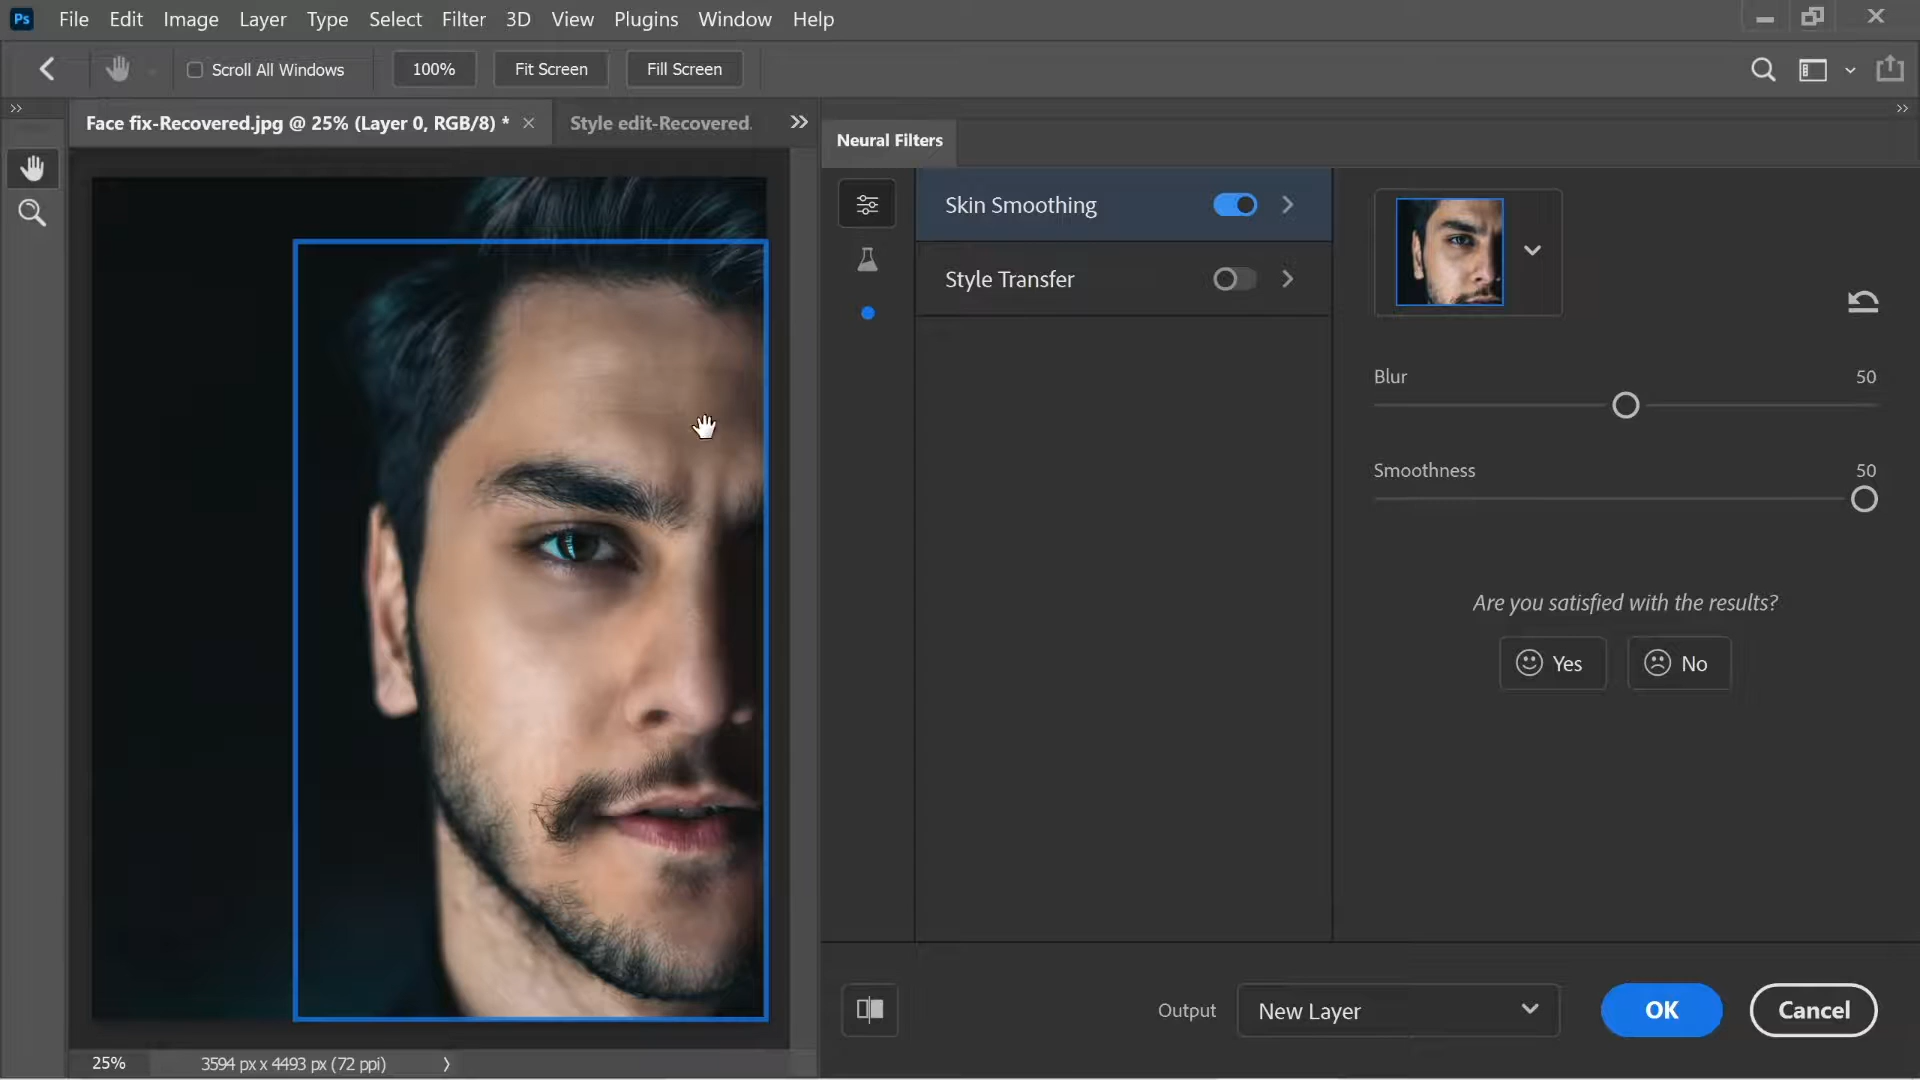 Ps File Edit Image Layer Type Select Filter 3D View Plugins Window Help
Scroll All Windows 100% Fit Screen Fill Screen
Face fix-Recovered.jpg @ 25% (Layer 0, RGB/8) * Style edit-Recovered.
Neural Filters
Skin Smoothing
Style Transfer
Blur 50
Smoothness 50
Are you satisfied with the results?
Yes No
Output New Layer OK Cancel
25% 3594 px x 4493 px (72 ppi)